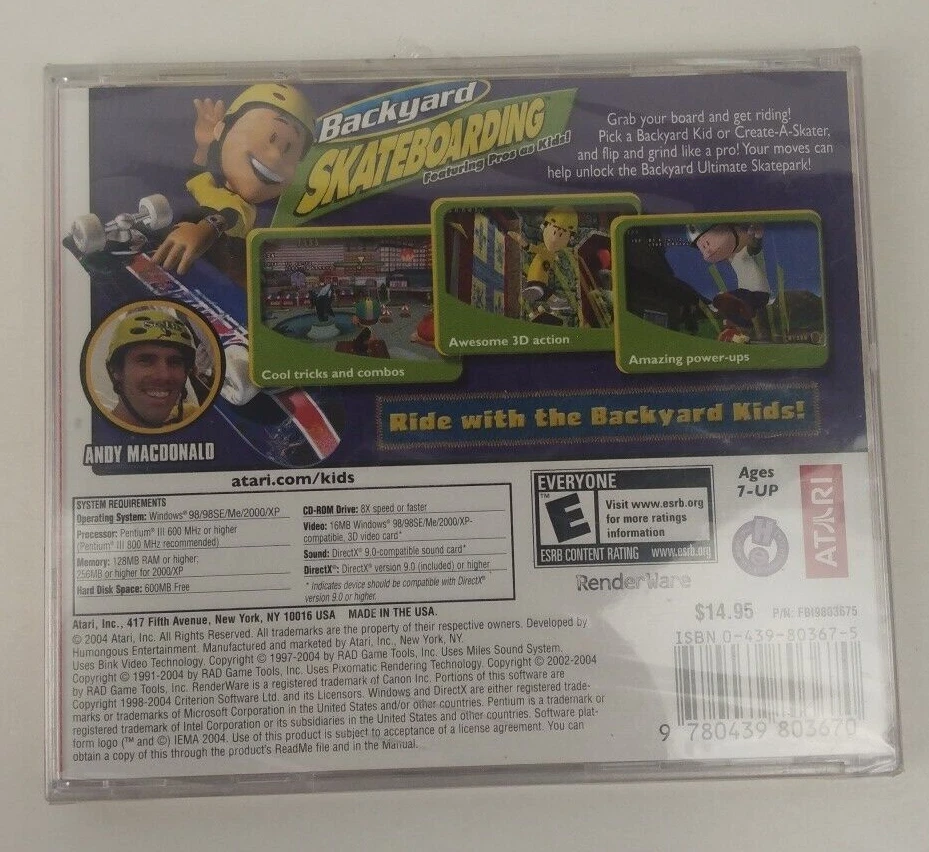 Backyard
SKATEBOARDING
Featuring Pros as Kids!
Grab your board and get riding!
Pick a Backyard Kid or Create-A-Skater,
and flip and grind like a pro! Your moves can
help unlock the Backyard Ultimate Skatepark!
Cool tricks and combos
Awesome 3D action
Amazing power-ups
Ride with the Backyard Kids!
ANDY MACDONALD
atari.com/kids
SYSTEM REQUIREMENTS
Operating System: Windows® 98/98SE/Me/2000/XP
Processor: Pentium® III 600 MHz or higher
(Pentium® III 800 MHz recommended)
Memory: 128MB RAM or higher;
256MB or higher for 2000/XP
Hard Disk Space: 600MB Free
CD-ROM Drive: 8X speed or faster
Video: 16MB Windows® 98/98SE/Me/2000/XP-
compatible, 3D video card*
Sound: DirectX® 9.0-compatible sound card*
DirectX®: DirectX® version 9.0 (included) or higher
* Indicates device should be compatible with DirectX®
version 9.0 or higher.
EVERYONE
E™
Visit www.esrb.org
for more ratings
information
ESRB CONTENT RATING www.esrb.org
Ages
7-UP
ATARI
RenderWare
Atari, Inc., 417 Fifth Avenue, New York, NY 10016 USA MADE IN THE USA.
© 2004 Atari, Inc. All Rights Reserved. All trademarks are the property of their respective owners. Developed by
Humongous Entertainment. Manufactured and marketed by Atari, Inc., New York, NY.
Uses Bink Video Technology. Copyright © 1997-2004 by RAD Game Tools, Inc. Uses Miles Sound System.
Copyright © 1991-2004 by RAD Game Tools, Inc. Uses Pixomatic Rendering Technology. Copyright © 2002-2004
by RAD Game Tools, Inc. RenderWare is a registered trademark of Canon Inc. Portions of this software are
Copyright 1998-2004 Criterion Software Ltd. and its Licensors. Windows and DirectX are either registered trade-
marks or trademarks of Microsoft Corporation in the United States and/or other countries. Pentium is a trademark or
registered trademark of Intel Corporation or its subsidiaries in the United States and other countries. Software plat-
form logo (™ and ©) IEMA 2004. Use of this product is subject to acceptance of a license agreement. You can
obtain a copy of this through the product's ReadMe file and in the Manual.
$14.95 P/N: FBI9803675
ISBN 0-439-80367-5
9 780439 803670